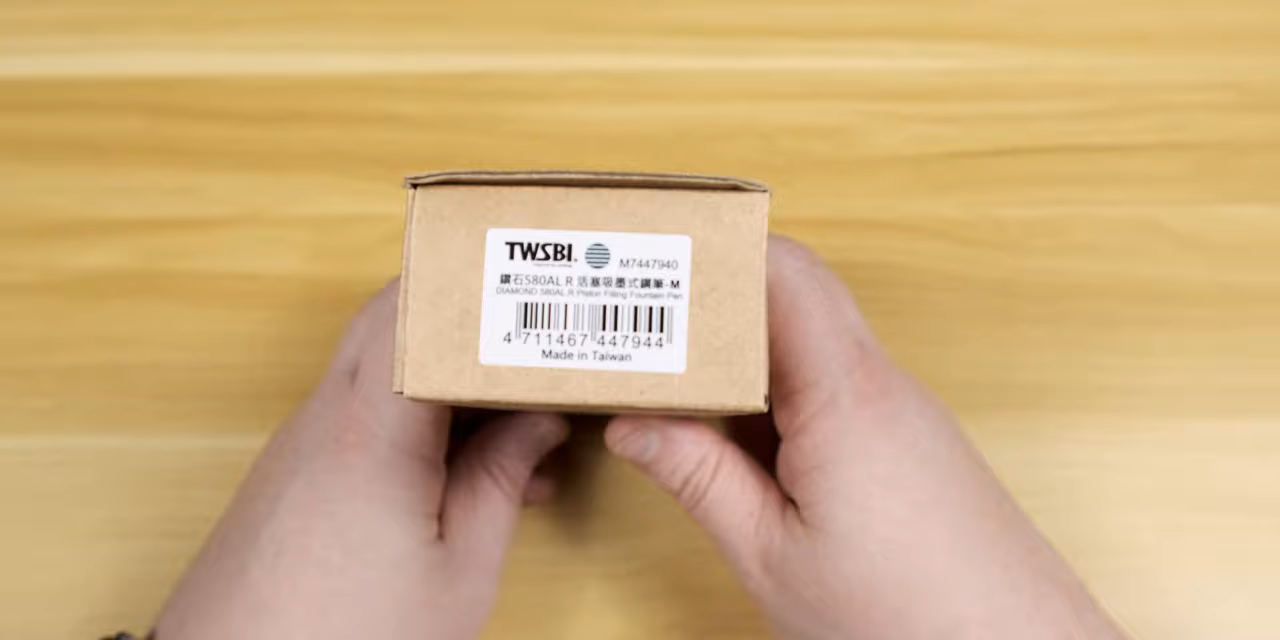 TWSBI.
M7447940
鑽石580AL R 活塞吸墨式鋼筆-M
DIAMOND 580AL R Piston Filling Fountain Pen
4 711467 447944
Made in Taiwan